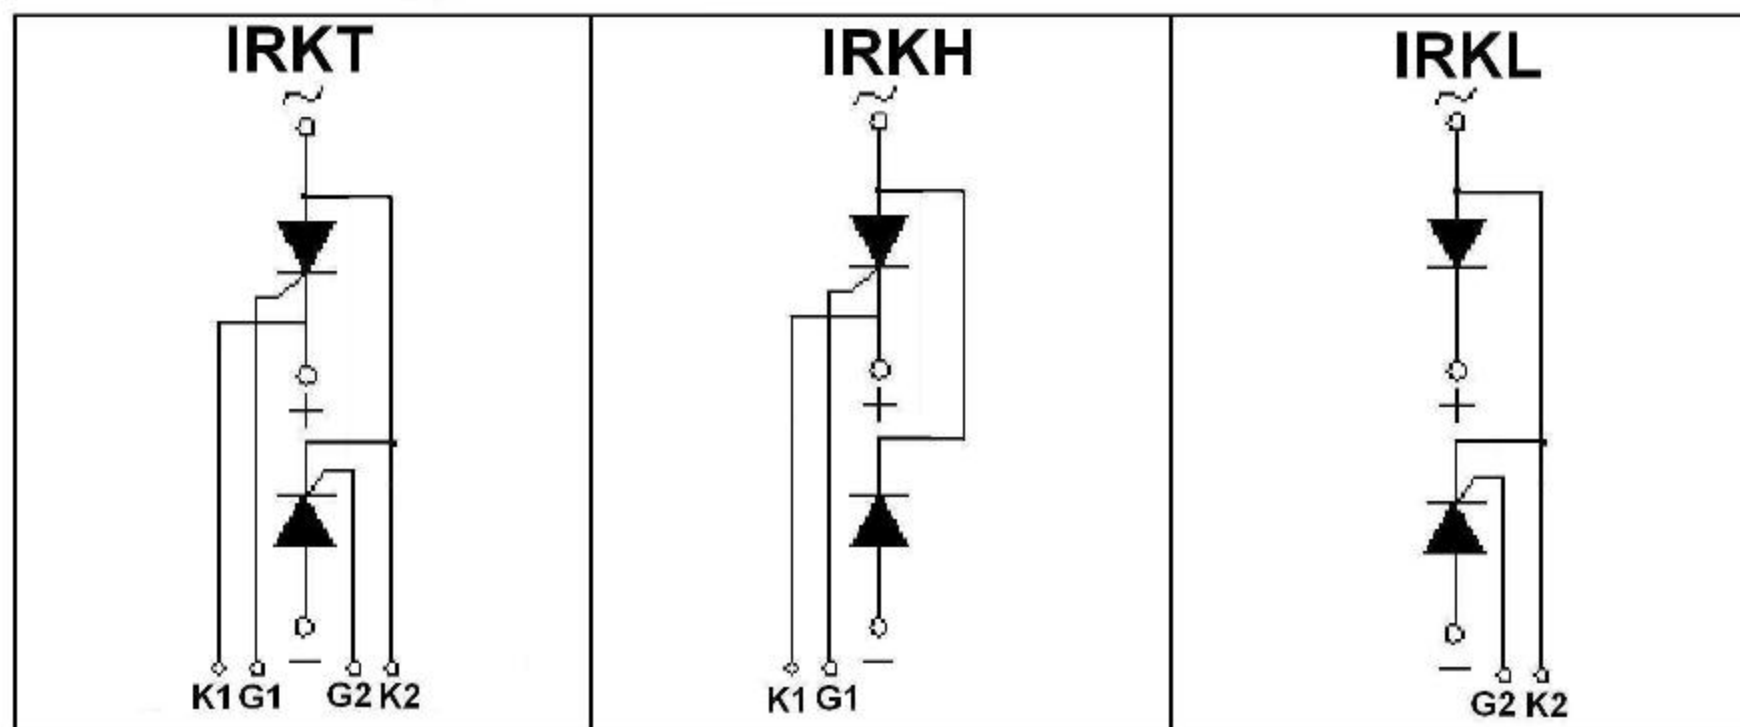 IRKT
~
+
−
K1 G1 G2 K2
IRKH
~
+
−
K1 G1
IRKL
~
+
−
G2 K2